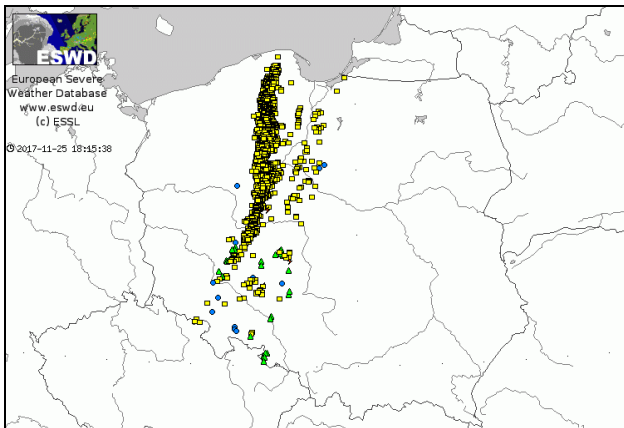 ESWD
European Severe
Weather Database
www.eswd.eu
(c) ESSL
2017-11-25 18:15:38